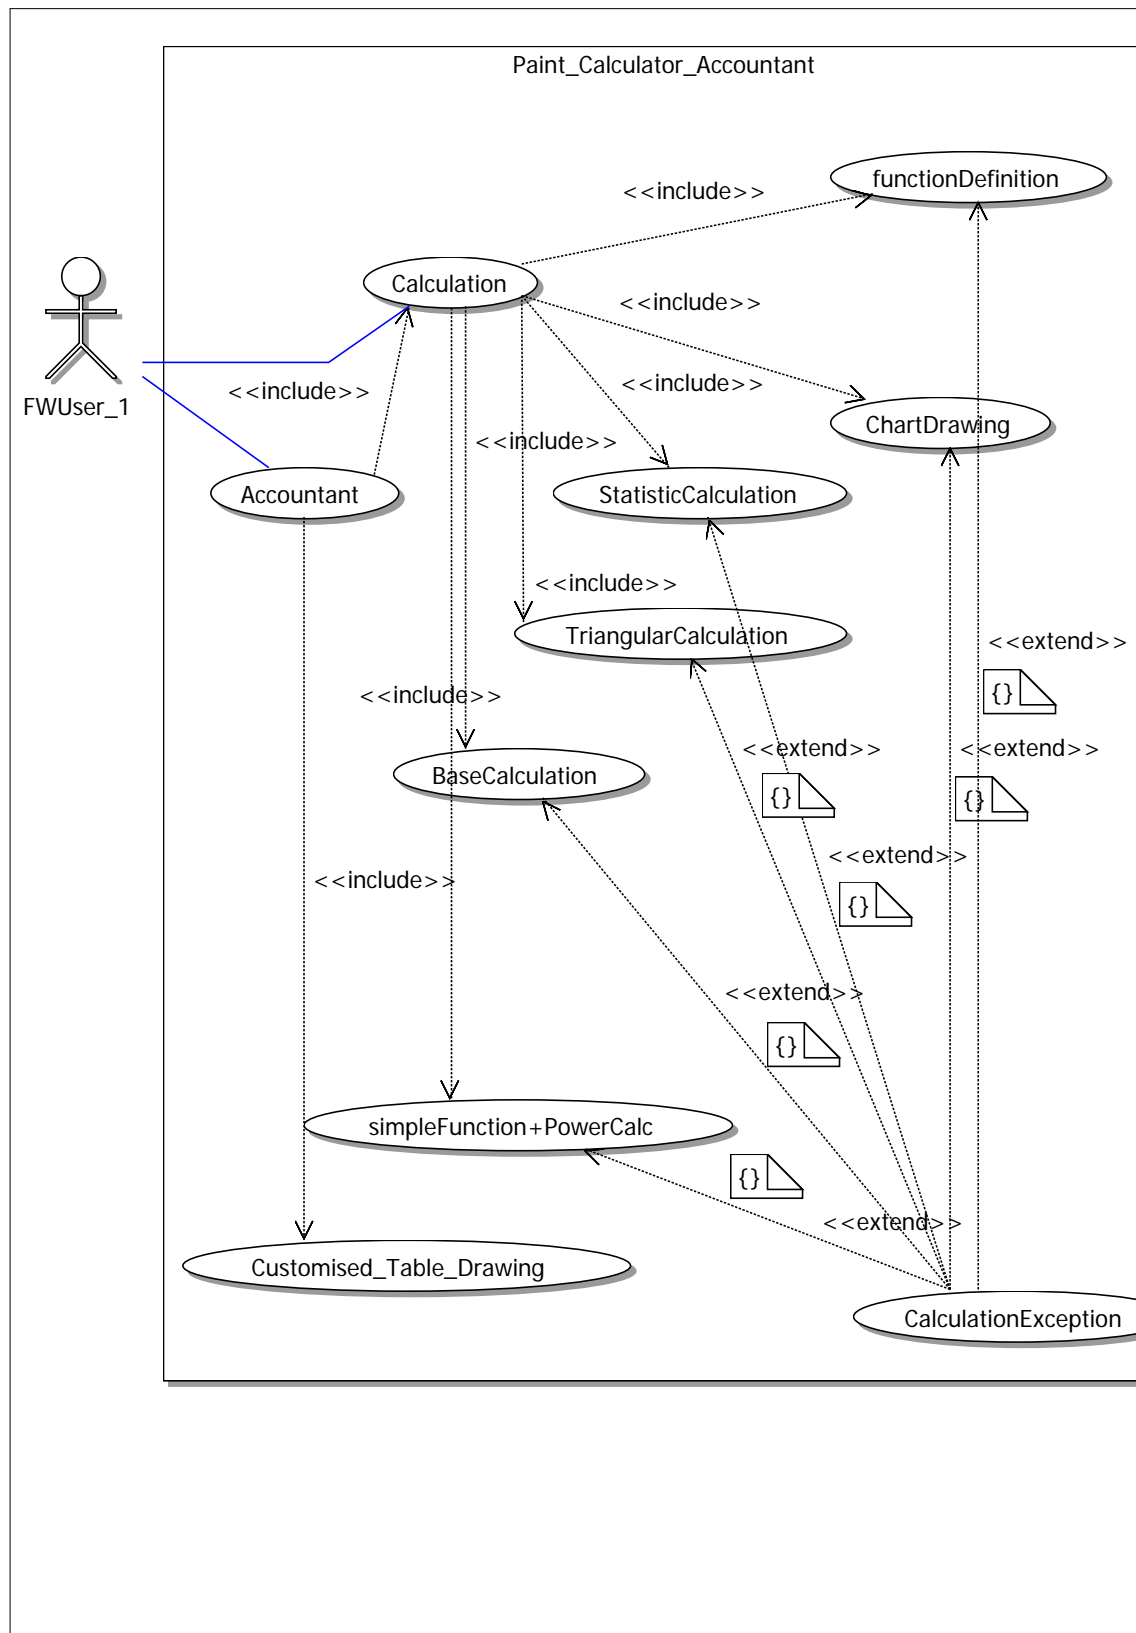 Paint_Calculator_Accountant
functionDefinition
<<include>>
Calculation
<<include>>
<<include>>
<<include>>
FWUser_1
ChartDrawing
<<include>>
Accountant
StatisticCalculation
<<include>>
TriangularCalculation
<<extend>>
{}
<<include>>
<<extend>>
<<extend>>
BaseCalculation
{}
{}
<<extend>>
<<include>>
{}
<<extend>>
{}
simpleFunction+PowerCalc
{}
<<extend>>
Customised_Table_Drawing
CalculationException